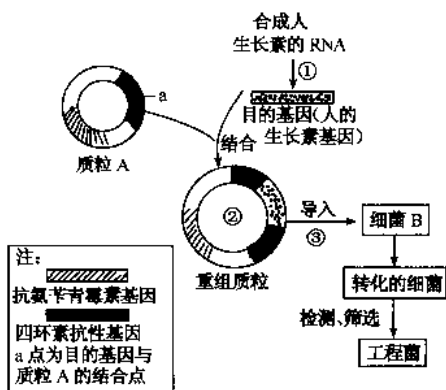 合成人
生长素的RNA
①
a
目的基因(人的
生长素基因)
结合
质粒A
②
导入
③
细菌B
重组质粒
转化的细菌
检测、筛选
工程菌
注:
抗氨苄青霉素基因
四环素抗性基因
a点为目的基因与
质粒A的结合点